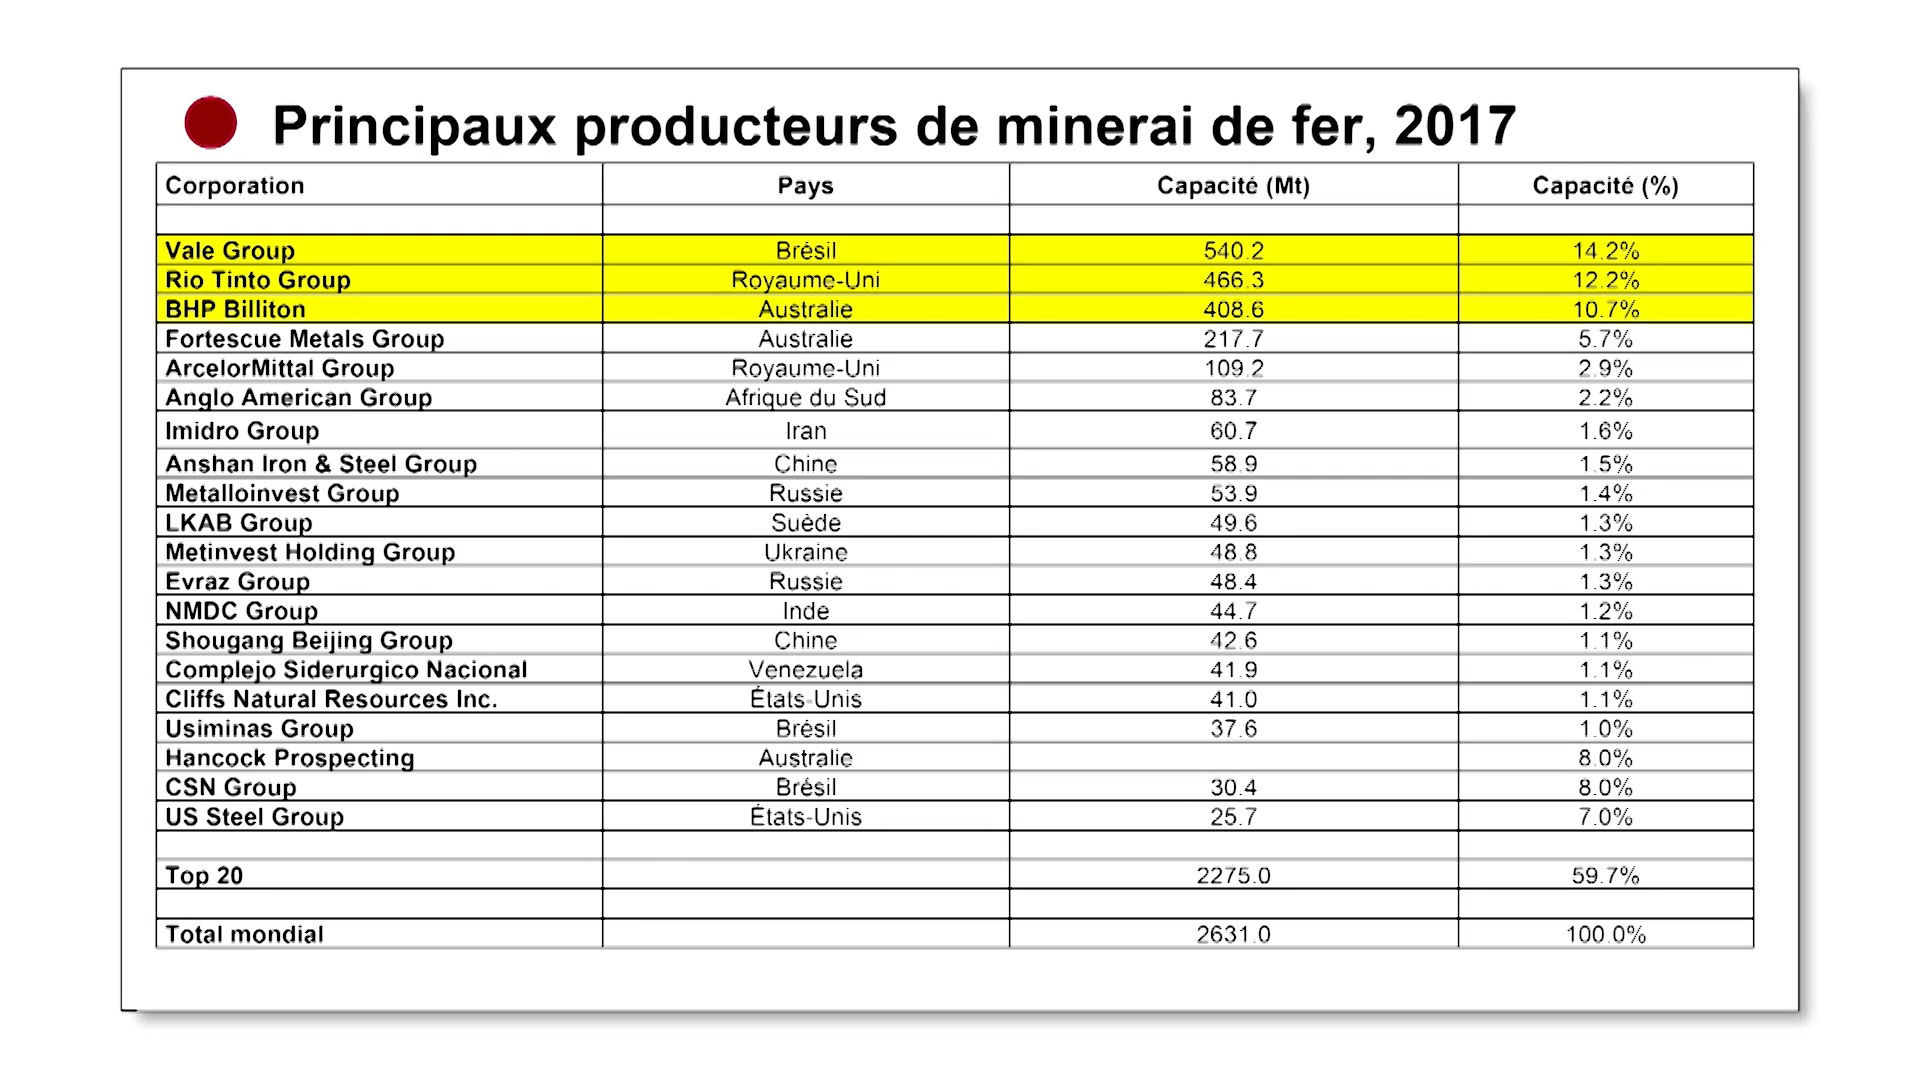 Principaux producteurs de minerai de fer, 2017
Corporation Pays Capacité (Mt) Capacité (%)
Vale Group Brésil 540.2 14.2%
Rio Tinto Group Royaume-Uni 466.3 12.2%
BHP Billiton Australie 408.6 10.7%
Fortescue Metals Group Australie 217.7 5.7%
ArcelorMittal Group Royaume-Uni 109.2 2.9%
Anglo American Group Afrique du Sud 83.7 2.2%
Imidro Group Iran 60.7 1.6%
Anshan Iron & Steel Group Chine 58.9 1.5%
Metalloinvest Group Russie 53.9 1.4%
LKAB Group Suède 49.6 1.3%
Metinvest Holding Group Ukraine 48.8 1.3%
Evraz Group Russie 48.4 1.3%
NMDC Group Inde 44.7 1.2%
Shougang Beijing Group Chine 42.6 1.1%
Complejo Siderurgico Nacional Venezuela 41.9 1.1%
Cliffs Natural Resources Inc. États-Unis 41.0 1.1%
Usiminas Group Brésil 37.6 1.0%
Hancock Prospecting Australie 8.0%
CSN Group Brésil 30.4 8.0%
US Steel Group États-Unis 25.7 7.0%
Top 20 2275.0 59.7%
Total mondial 2631.0 100.0%